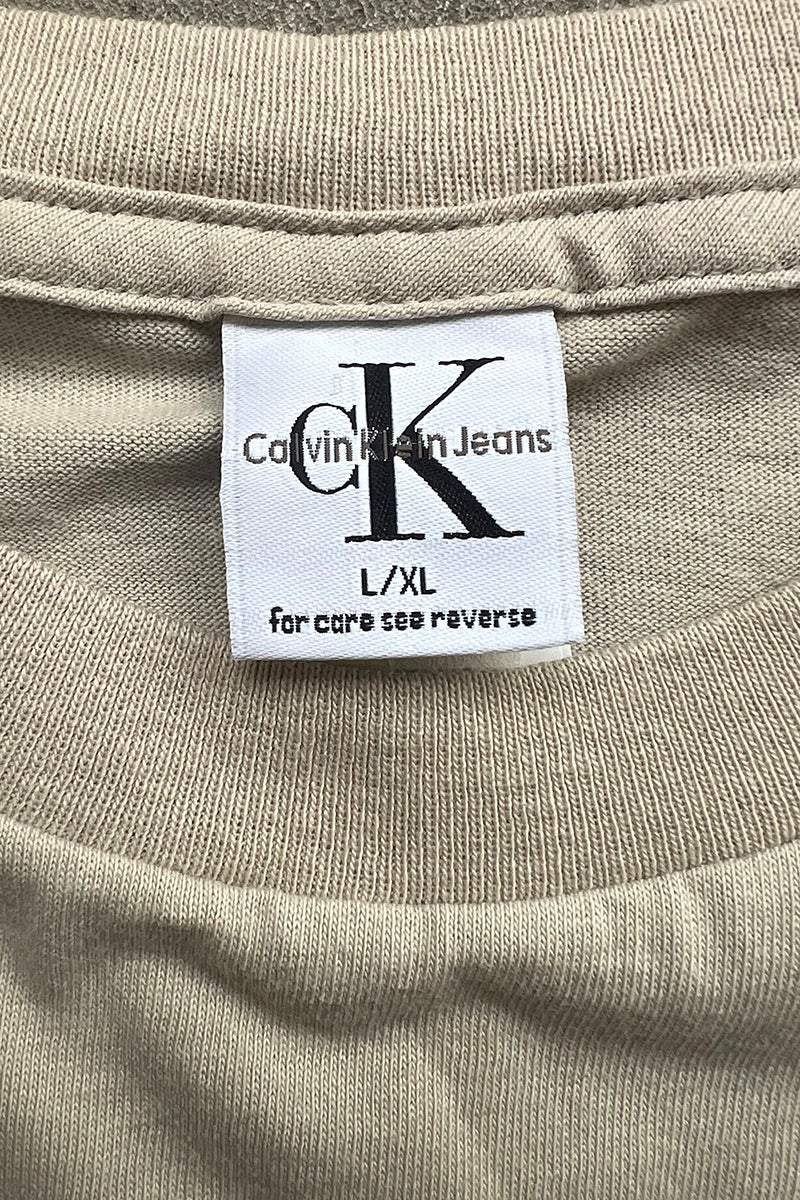 CK
Calvin Klein Jeans
L/XL
for care see reverse